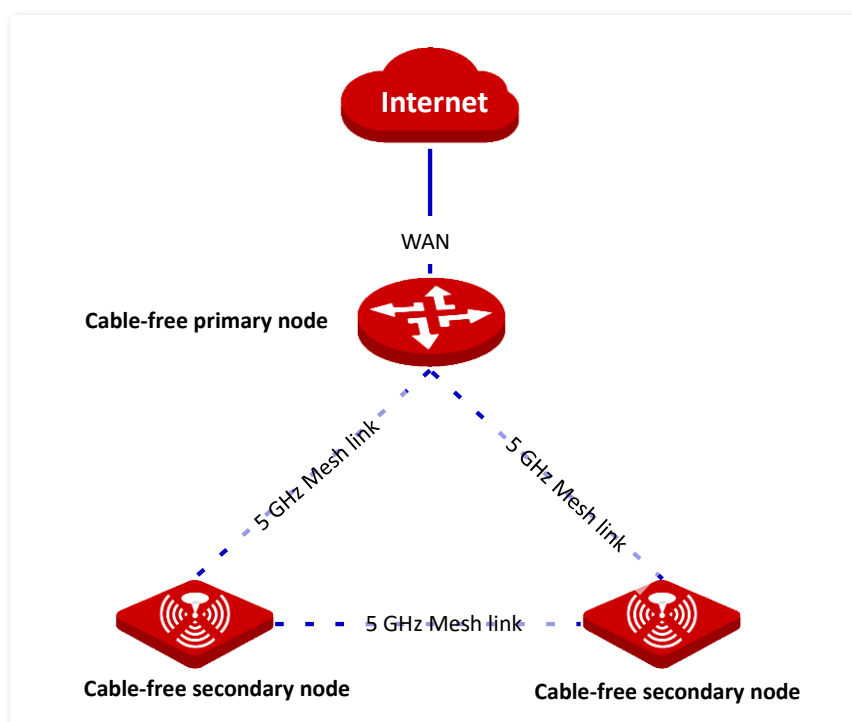 Internet
WAN
Cable-free primary node
5 GHz Mesh link
5 GHz Mesh link
5 GHz Mesh link
Cable-free secondary node
Cable-free secondary node